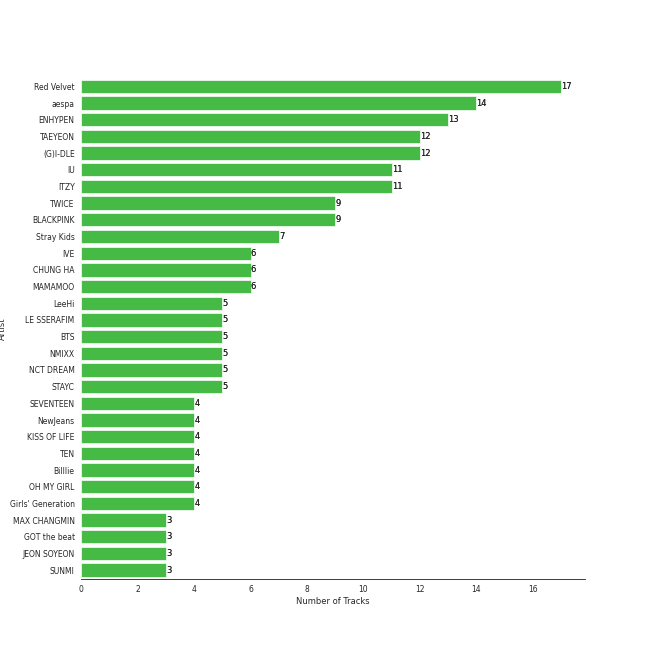 Red Velvet 17
aespa 14
ENHYPEN 13
TAEYEON 12
(G)I-DLE 12
IU 11
ITZY 11
TWICE 9
BLACKPINK 9
Stray Kids 7
IVE 6
CHUNG HA 6
MAMAMOO 6
LeeHi 5
LE SSERAFIM 5
BTS 5
NMIXX 5
NCT DREAM 5
STAYC 5
SEVENTEEN 4
NewJeans 4
KISS OF LIFE 4
TEN 4
Billlie 4
OH MY GIRL 4
Girls' Generation 4
MAX CHANGMIN 3
GOT the beat 3
JEON SOYEON 3
SUNMI 3
0 2 4 6 8 10 12 14 16
Number of Tracks
Artist